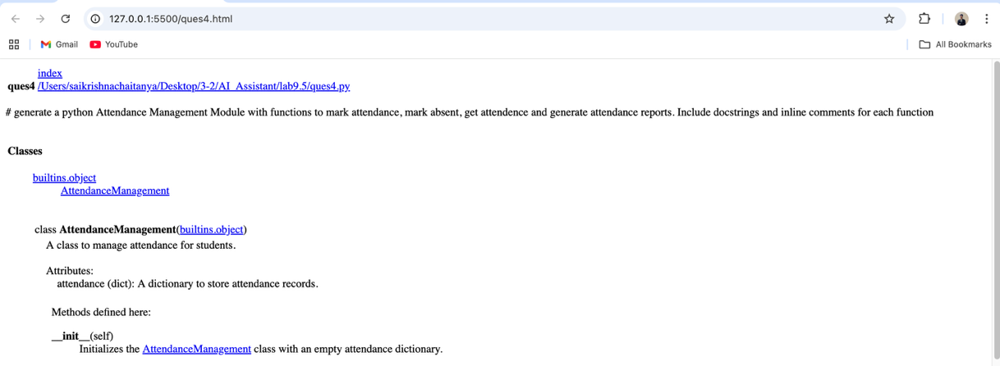 127.0.0.1:5500/ques4.html
Gmail YouTube All Bookmarks
index
ques4 /Users/saikrishnachaitanya/Desktop/3-2/AI_Assistant/lab9.5/ques4.py
# generate a python Attendance Management Module with functions to mark attendance, mark absent, get attendence and generate attendance reports. Include docstrings and inline comments for each function
Classes
builtins.object
AttendanceManagement
class AttendanceManagement(builtins.object)
A class to manage attendance for students.
Attributes:
attendance (dict): A dictionary to store attendance records.
Methods defined here:
__init__(self)
Initializes the AttendanceManagement class with an empty attendance dictionary.